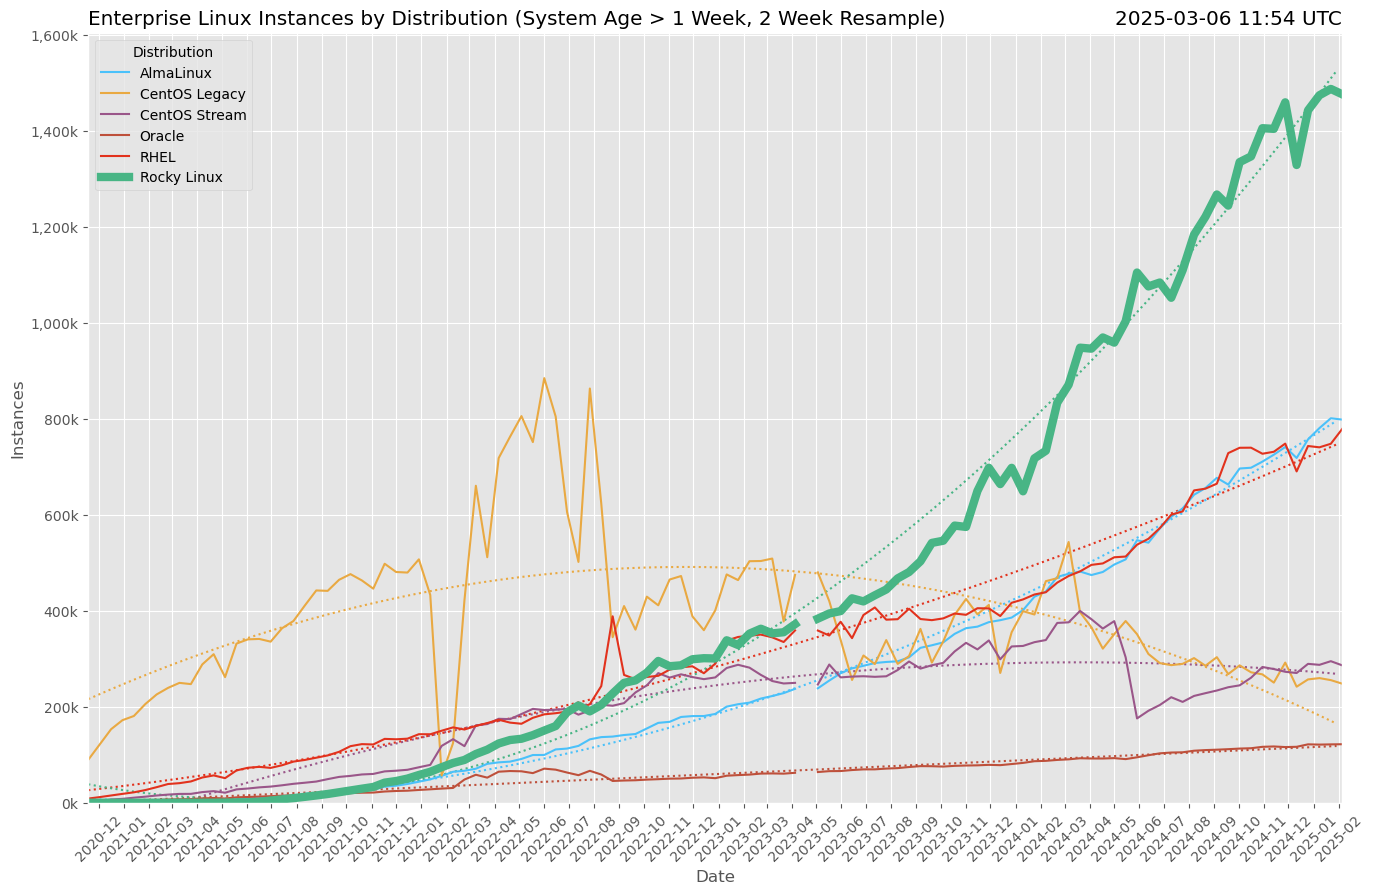 Enterprise Linux Instances by Distribution (System Age > 1 Week, 2 Week Resample)
2025-03-06 11:54 UTC
Distribution
AlmaLinux
CentOS Legacy
CentOS Stream
Oracle
RHEL
Rocky Linux
1,600k
1,400k
1,200k
1,000k
800k
600k
400k
200k
0k
Instances
2020-12
2021-01
2021-02
2021-03
2021-04
2021-05
2021-06
2021-07
2021-08
2021-09
2021-10
2021-11
2022-01
2022-02
2022-03
2022-04
2022-05
2022-06
2022-07
2022-08
2022-09
2022-10
2022-11
2022-12
2023-01
2023-02
2023-03
2023-04
2023-05
2023-07
2023-08
2023-09
2023-10
2023-11
2023-12
2024-01
2024-02
2024-03
2024-04
2024-06
2024-07
2024-08
2024-09
2024-10
2024-11
2024-12
2025-01
2025-02
Date